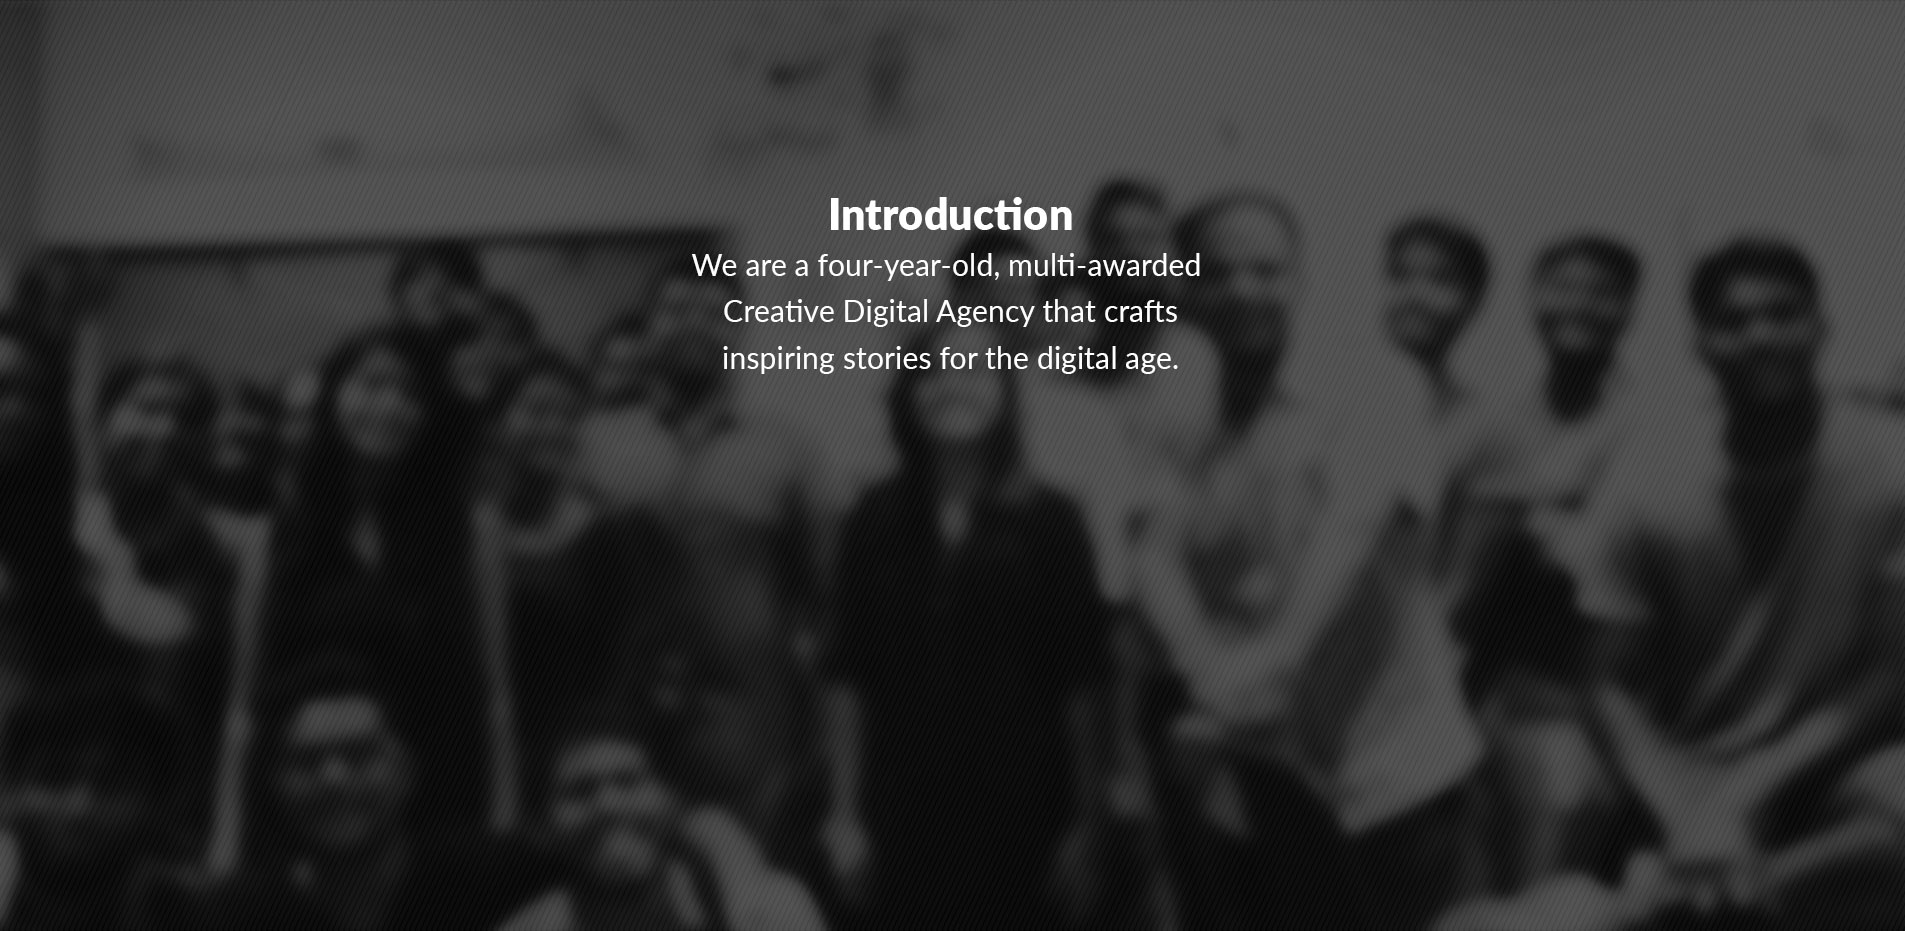 Introduction
We are a four-year-old, multi-awarded
Creative Digital Agency that crafts
inspiring stories for the digital age.